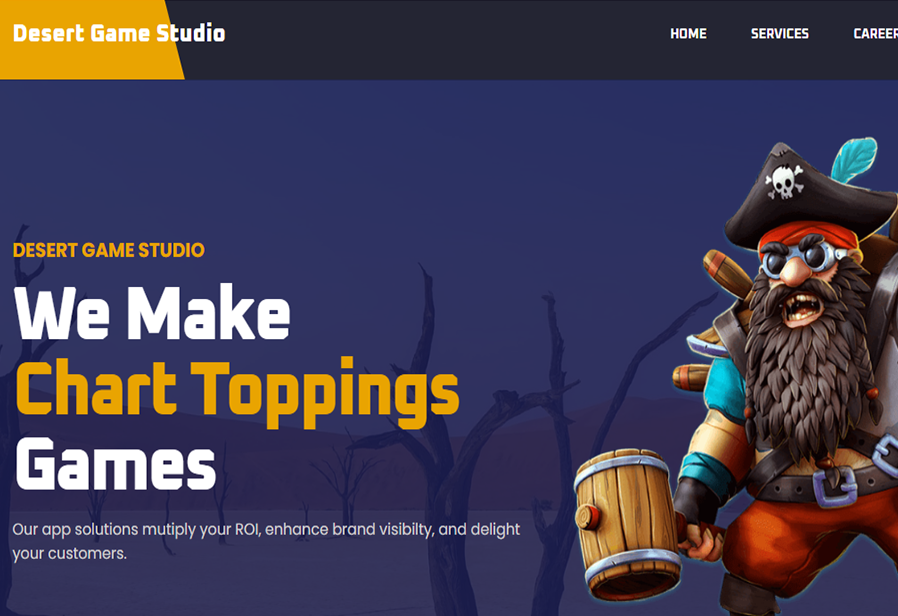 Desert Game Studio
HOME SERVICES CAREER
DESERT GAME STUDIO
We Make
Chart Toppings
Games
Our app solutions mutiply your ROI, enhance brand visibilty, and delight
your customers.